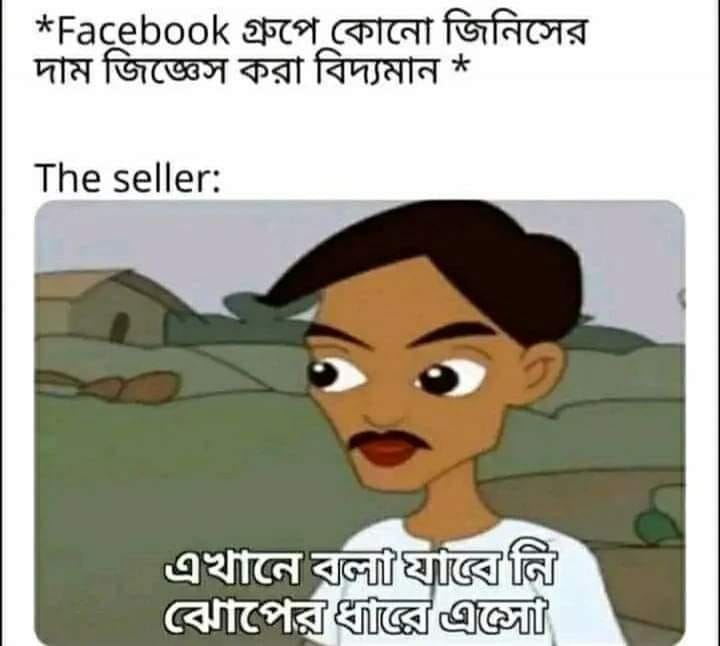 *Facebook গ্রুপে কোনো জিনিসের
দাম জিজ্ঞেস করা বিদ্যমান *
The seller:
এখানে বলা যাবে নি
ঝোপের ধারে এসো